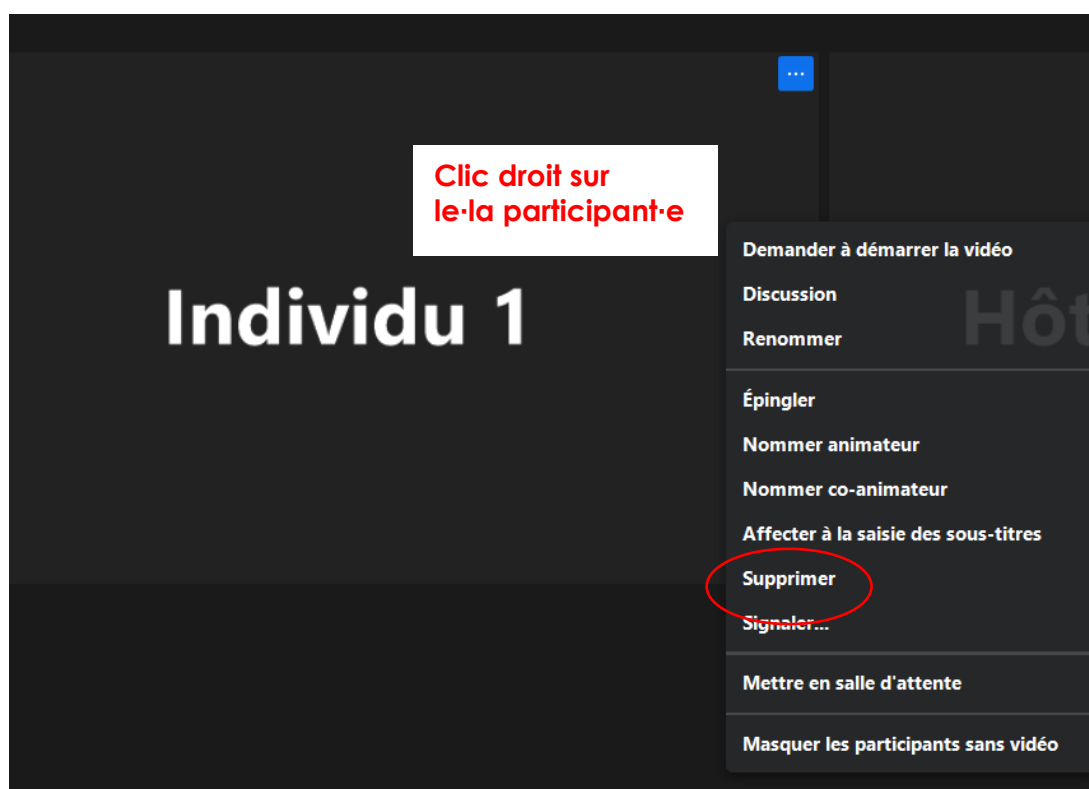 ...
Clic droit sur
le·la participant·e
Individu 1
Hôt
Demander à démarrer la vidéo
Discussion
Renommer
Épingler
Nommer animateur
Nommer co-animateur
Affecter à la saisie des sous-titres
Supprimer
Signaler...
Mettre en salle d'attente
Masquer les participants sans vidéo